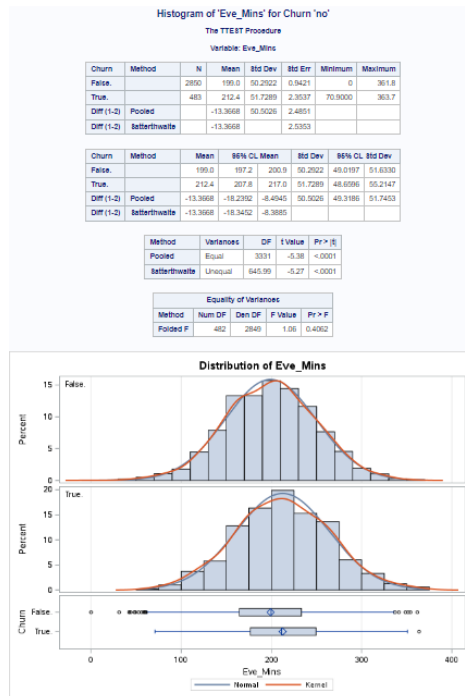 Histogram of 'Eve_Mins' for Churn 'no'
The TTEST Procedure
Variable: Eve_Mins
Churn Method N Mean Std Dev Std Err Minimum Maximum
False. 2850 199.0 50.2922 0.9421 0 361.8
True. 483 212.4 51.7289 2.3537 70.9000 363.7
Diff (1-2) Pooled -13.3668 50.5026 2.4851
Diff (1-2) Satterthwaite -13.3668 2.5353
Churn Method Mean 95% CL Mean Std Dev 95% CL Std Dev
False. 199.0 197.2 200.9 50.2922 49.0197 51.6330
True. 212.4 207.8 217.0 51.7289 48.6596 55.2147
Diff (1-2) Pooled -13.3668 -18.2392 -8.4945 50.5026 49.3186 51.7453
Diff (1-2) Satterthwaite -13.3668 -18.3452 -8.3885
Method Variances DF t Value Pr > |t|
Pooled Equal 3331 -5.38 <.0001
Satterthwaite Unequal 645.99 -5.27 <.0001
Equality of Variances
Method Num DF Den DF F Value Pr > F
Folded F 482 2849 1.06 0.4062
Distribution of Eve_Mins
False.
15
10
5
0
Percent
True.
20
15
10
5
0
Percent
Churn
False.
True.
0 100 200 300 400
Eve_Mins
Normal Kernel